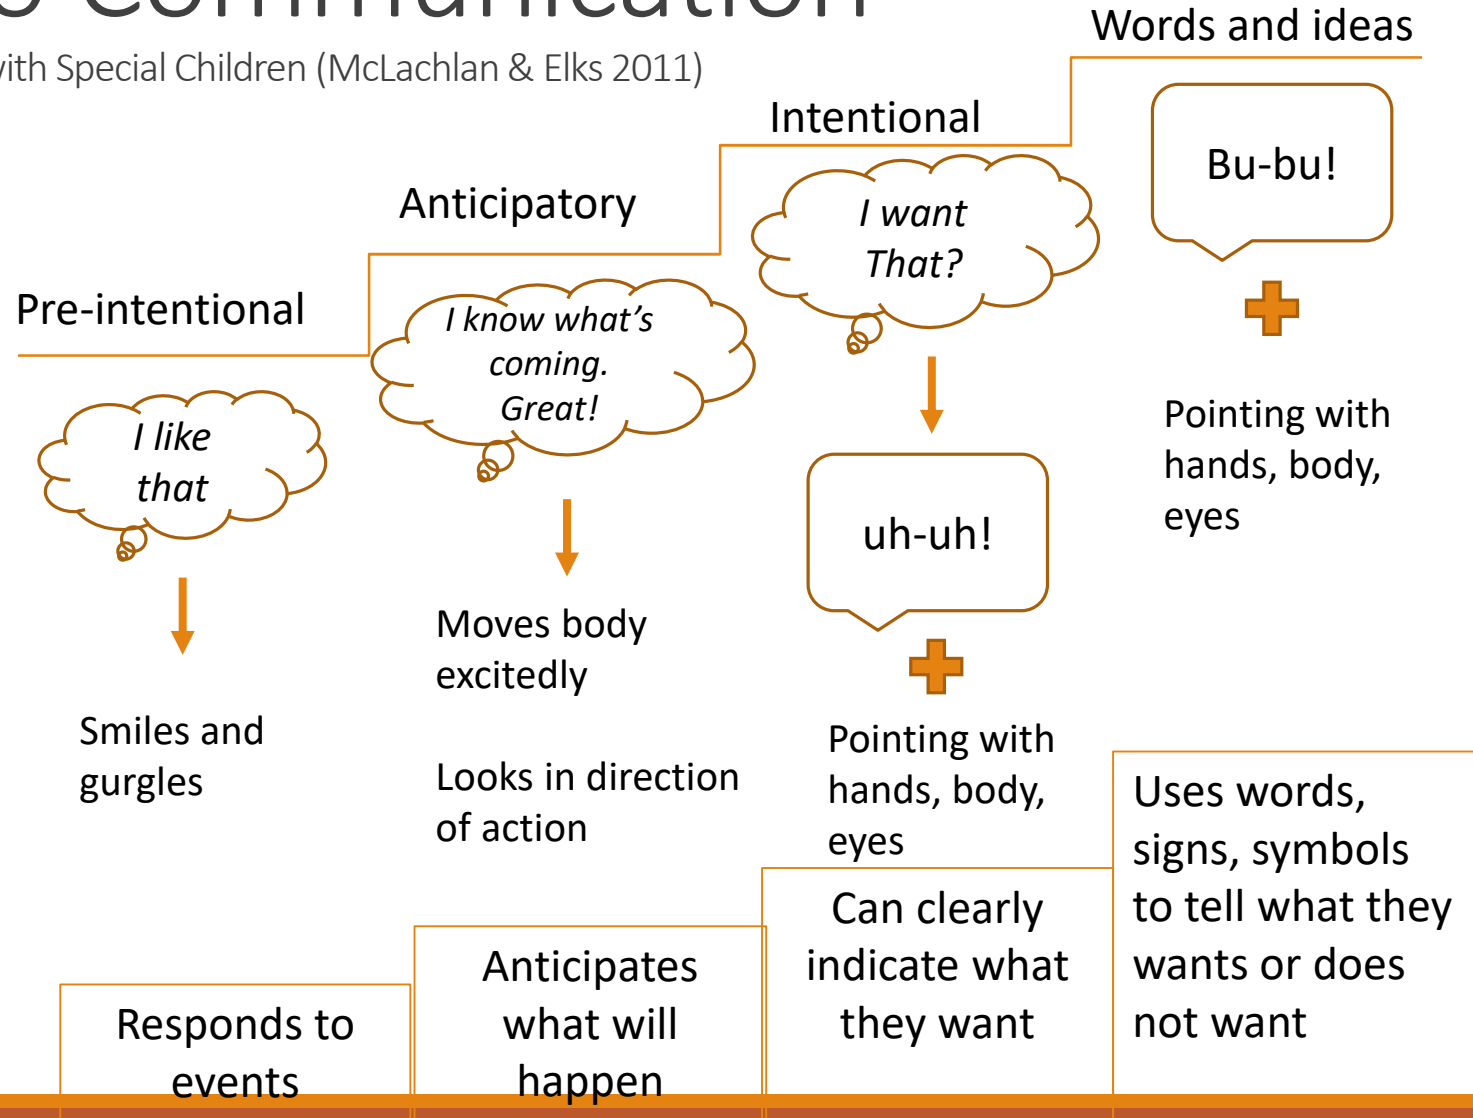 Communication
with Special Children (McLachlan & Elks 2011)
Pre-intentional
I like
that
Smiles and
gurgles
Responds to
events
Anticipatory
I know what’s
coming.
Great!
Moves body
excitedly
Looks in direction
of action
Anticipates
what will
happen
Intentional
I want
That?
uh-uh!
Pointing with
hands, body,
eyes
Can clearly
indicate what
they want
Words and ideas
Bu-bu!
Pointing with
hands, body,
eyes
Uses words,
signs, symbols
to tell what they
wants or does
not want